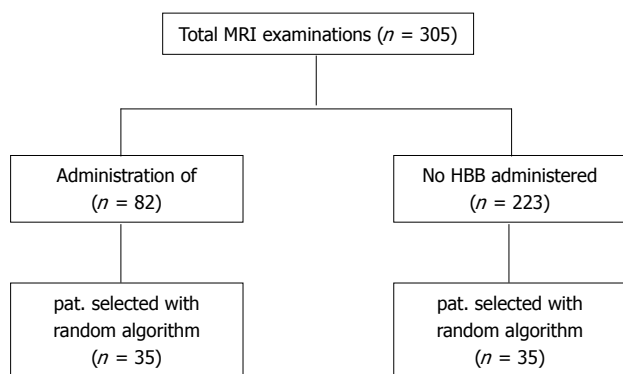 Total MRI examinations (n = 305)
Administration of
(n = 82)
No HBB administered
(n = 223)
pat. selected with
random algorithm
(n = 35)
pat. selected with
random algorithm
(n = 35)